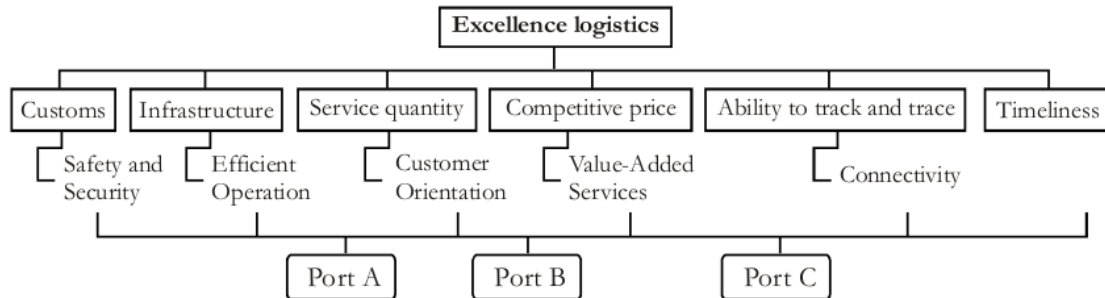 Excellence logistics
Customs
Infrastructure
Service quantity
Competitive price
Ability to track and trace
Timeliness
Safety and
Security
Efficient
Operation
Customer
Orientation
Value-Added
Services
Connectivity
Port A
Port B
Port C